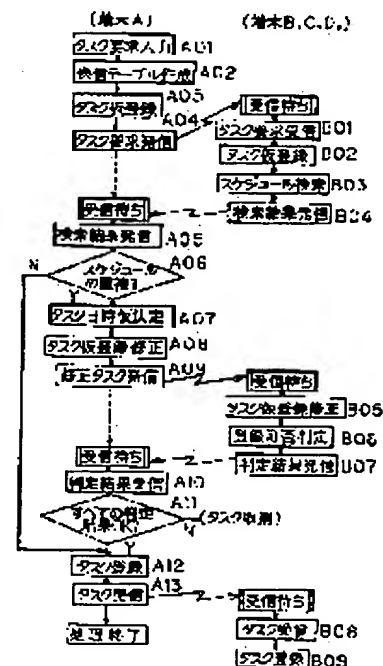 (端末A)
(端末B,C,D,)
タスク要求入力 A01
交信テーブル作成 A02
タスク仮登録 A03
タスク要求発信 A04
受信待ち
タスク要求受信 B01
タスク仮登録 B02
スケジュール検索 B03
検索結果発信 B04
受信待ち
検索結果発信 A05
スケジュール
の重複? A06
N
Y
タスク日時仮決定 A07
タスク仮登録修正 A08
修正タスク発信 A09
受信待ち
タスク仮登録修正 B05
登録可否判定 B06
判定結果発信 B07
受信待ち
判定結果受信 A10
すべての判定
結果OK? A11
N (タスク取消)
Y
タスク登録 A12
タスク発信 A13
処理終了
受信待ち
タスク受信 B08
タスク登録 B09